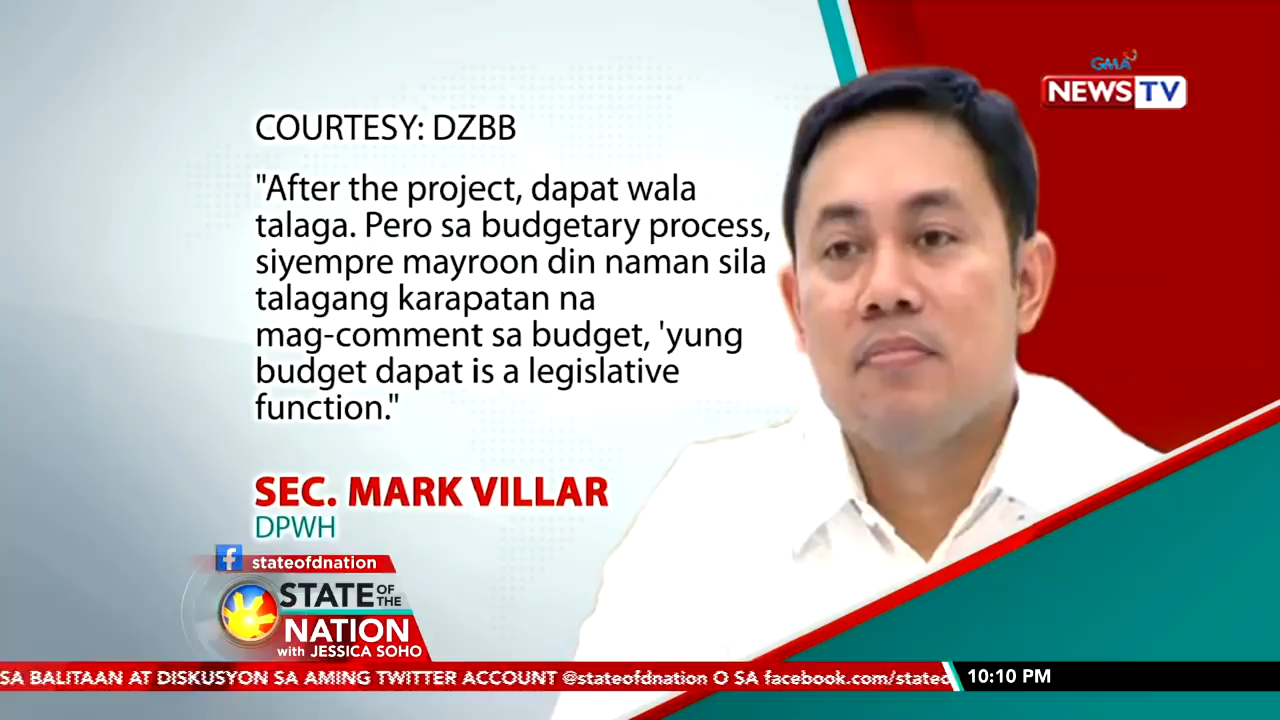 GMA
NEWS TV
COURTESY: DZBB
"After the project, dapat wala
talaga. Pero sa budgetary process,
siyempre mayroon din naman sila
talagang karapatan na
mag-comment sa budget, 'yung
budget dapat is a legislative
function."
SEC. MARK VILLAR
DPWH
f stateofdnation
STATE OF THE
NATION
with JESSICA SOHO
SA BALITAAN AT DISKUSYON SA AMING TWITTER ACCOUNT @stateofdnation O SA facebook.com/stated
10:10 PM